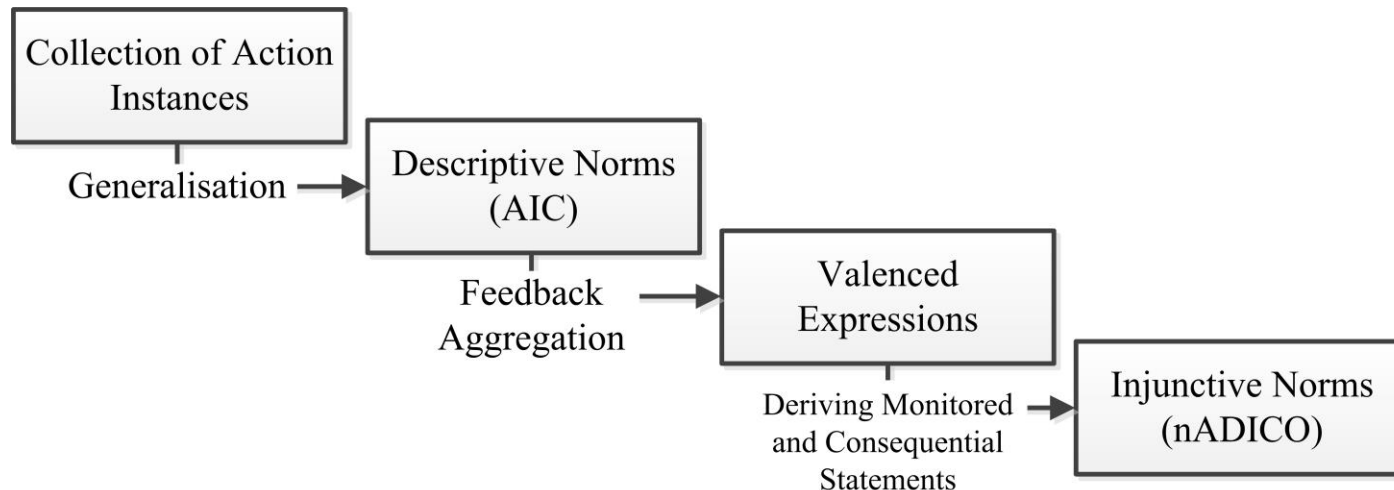 Collection of Action
Instances
Generalisation
Descriptive Norms
(AIC)
Feedback
Aggregation
Valenced
Expressions
Deriving Monitored
and Consequential
Statements
Injunctive Norms
(nADICO)